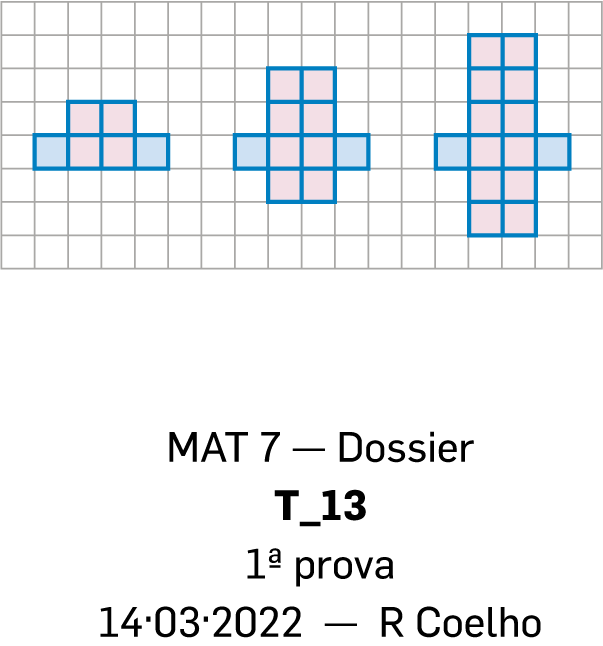 MAT 7 — Dossier
T_13
1ª prova
14·03·2022 — R Coelho